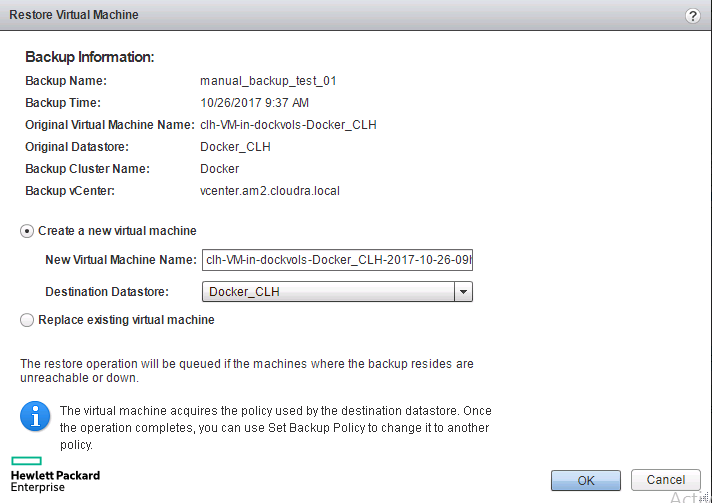 Restore Virtual Machine
?
Backup Information:
Backup Name: manual_backup_test_01
Backup Time: 10/26/2017 9:37 AM
Original Virtual Machine Name: clh-VM-in-dockvols-Docker_CLH
Original Datastore: Docker_CLH
Backup Cluster Name: Docker
Backup vCenter: vcenter.am2.cloudra.local
Create a new virtual machine
New Virtual Machine Name: clh-VM-in-dockvols-Docker_CLH-2017-10-26-09h
Destination Datastore: Docker_CLH
Replace existing virtual machine
The restore operation will be queued if the machines where the backup resides are
unreachable or down.
i The virtual machine acquires the policy used by the destination datastore. Once
the operation completes, you can use Set Backup Policy to change it to another
policy.
Hewlett Packard
Enterprise
OK Cancel